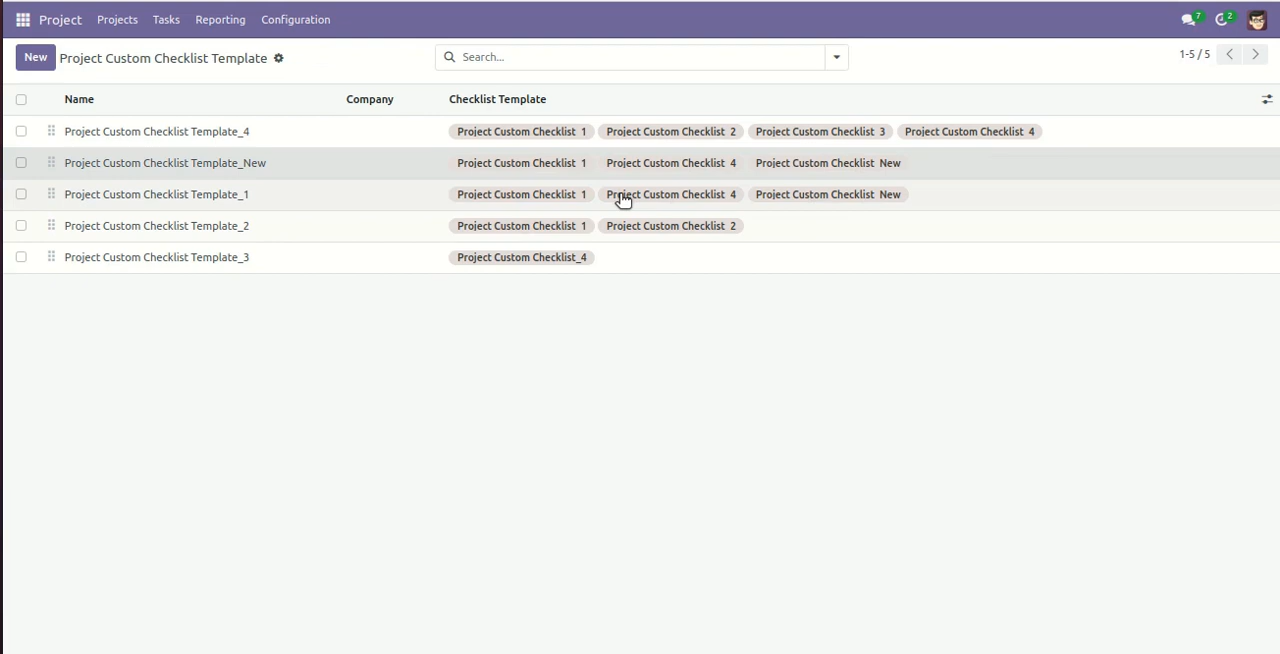 Project Projects Tasks Reporting Configuration 7 2
New Project Custom Checklist Template Search... 1-5 / 5
Name Company Checklist Template
Project Custom Checklist Template_4 Project Custom Checklist 1 Project Custom Checklist 2 Project Custom Checklist 3 Project Custom Checklist 4
Project Custom Checklist Template_New Project Custom Checklist 1 Project Custom Checklist 4 Project Custom Checklist New
Project Custom Checklist Template_1 Project Custom Checklist 1 Project Custom Checklist 4 Project Custom Checklist New
Project Custom Checklist Template_2 Project Custom Checklist 1 Project Custom Checklist 2
Project Custom Checklist Template_3 Project Custom Checklist_4